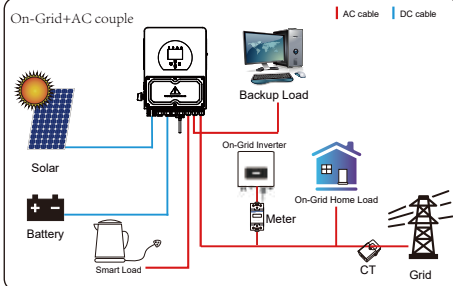 On-Grid+AC couple
AC cable
DC cable
Backup Load
On-Grid Inverter
Solar
On-Grid Home Load
Meter
Battery
Smart Load
CT
Grid